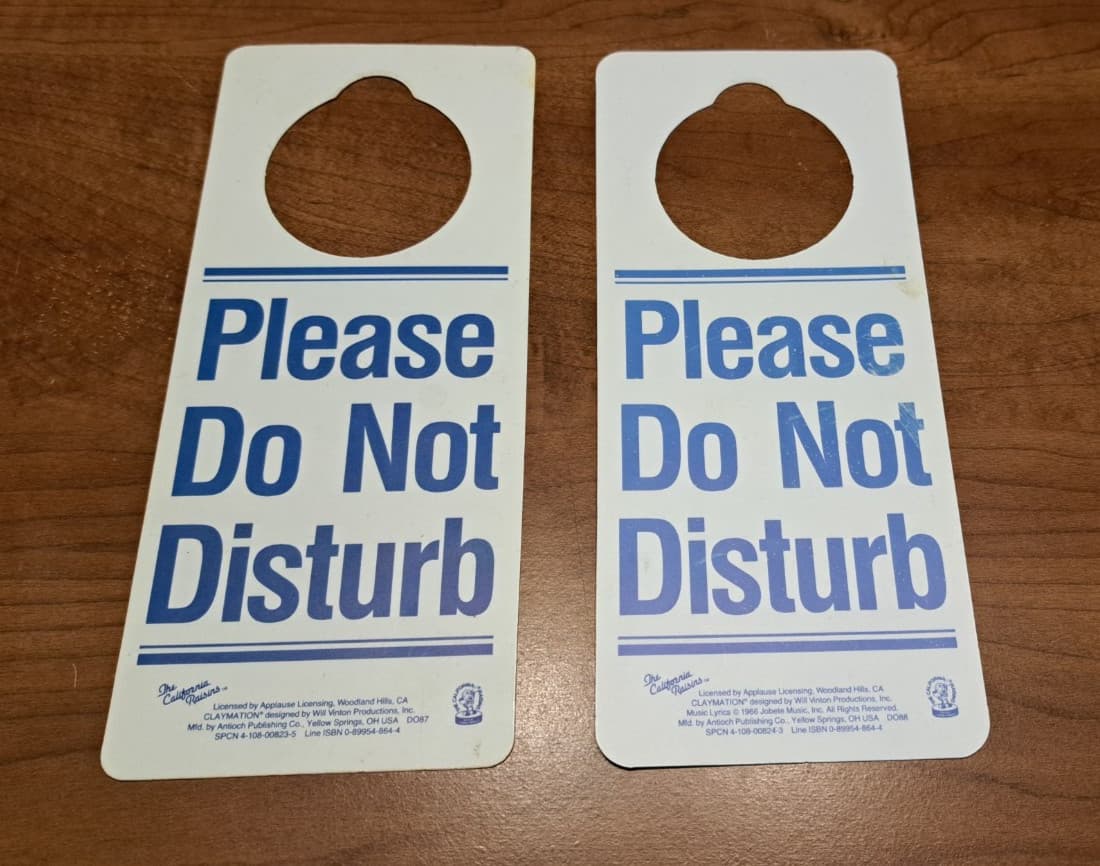 Please
Do Not
Disturb
The
California
Raisins™
Licensed by Applause Licensing, Woodland Hills, CA
CLAYMATION® designed by Will Vinton Productions, Inc.
Mfd. by Antioch Publishing Co., Yellow Springs, OH USA DO87
SPCN 4-108-00823-5 Line ISBN 0-89954-864-4
Please
Do Not
Disturb
The
California
Raisins™
Licensed by Applause Licensing, Woodland Hills, CA
CLAYMATION® designed by Will Vinton Productions, Inc.
Music Lyrics © 1966 Jobete Music, Inc. All Rights Reserved.
Mfd. by Antioch Publishing Co., Yellow Springs, OH USA DO88
SPCN 4-108-00824-3 Line ISBN 0-89954-864-4